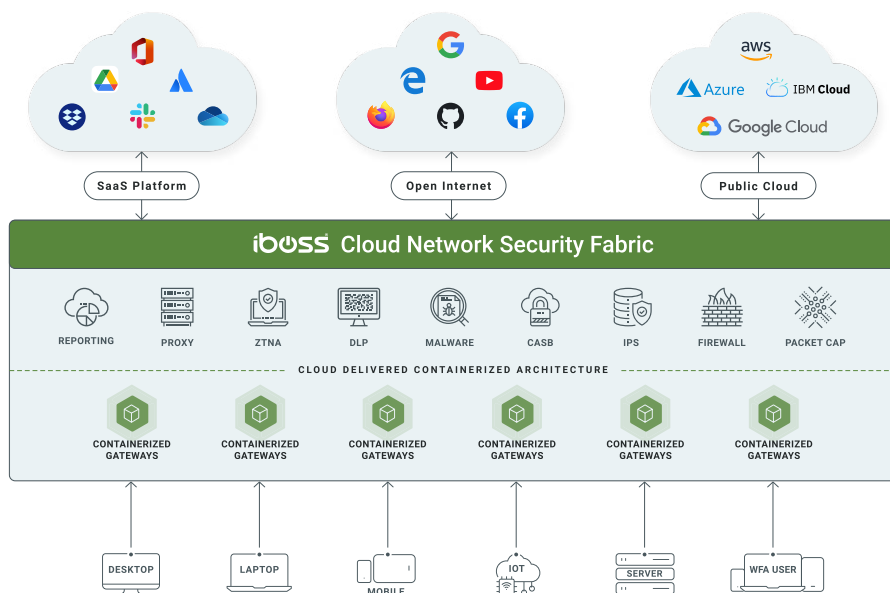 aws
Azure
IBM Cloud
Google Cloud
SaaS Platform
Open Internet
Public Cloud
iboss Cloud Network Security Fabric
REPORTING
PROXY
ZTNA
DLP
MALWARE
CASB
IPS
FIREWALL
PACKET CAP
CLOUD DELIVERED CONTAINERIZED ARCHITECTURE
CONTAINERIZED
GATEWAYS
CONTAINERIZED
GATEWAYS
CONTAINERIZED
GATEWAYS
CONTAINERIZED
GATEWAYS
CONTAINERIZED
GATEWAYS
CONTAINERIZED
GATEWAYS
DESKTOP
LAPTOP
MOBILE
IOT
SERVER
WFA USER